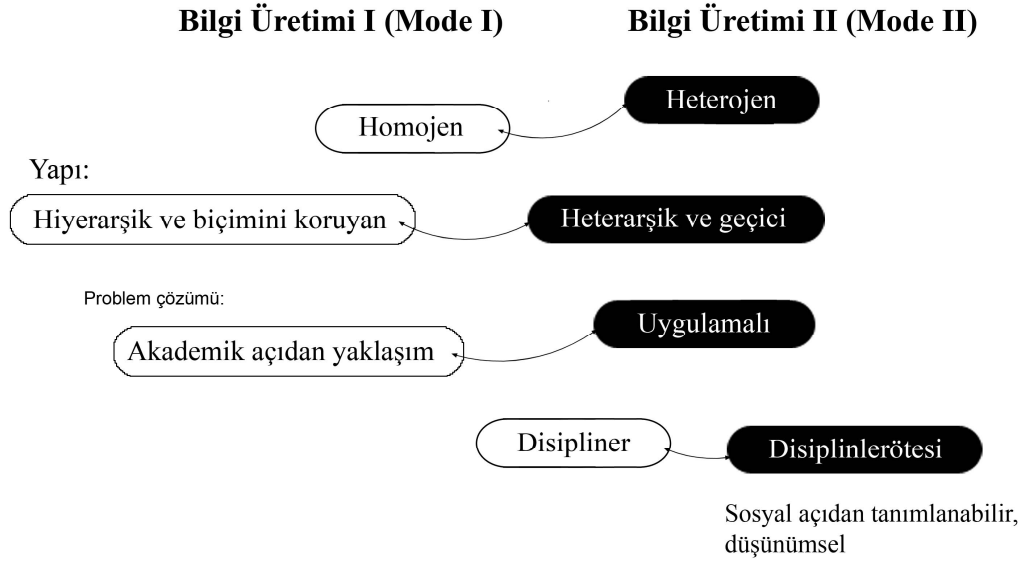 Bilgi Üretimi I (Mode I)
Bilgi Üretimi II (Mode II)
Heterojen
Homojen
Yapı:
Hiyerarşik ve biçimini koruyan
Heterarşik ve geçici
Problem çözümü:
Uygulamalı
Akademik açıdan yaklaşım
Disipliner
Disiplinlerötesi
Sosyal açıdan tanımlanabilir,
düşünümsel